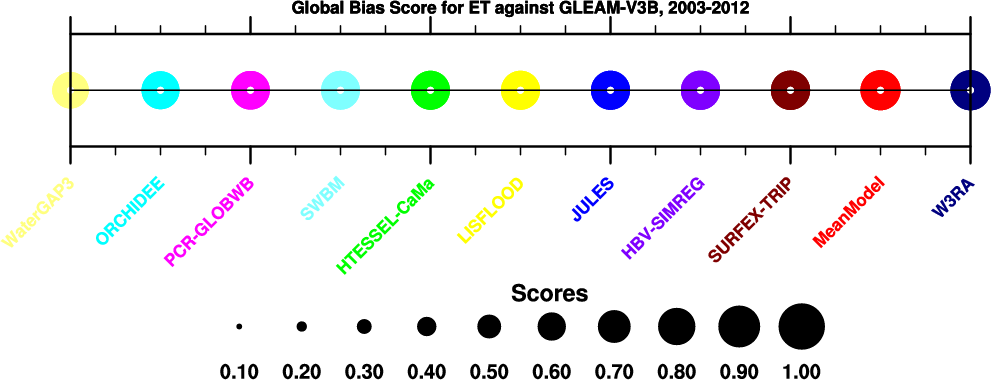 Global Bias Score for ET against GLEAM-V3B, 2003-2012
WaterGAP3
ORCHIDEE
PCR-GLOBWB
SWBM
HTESSEL-CaMa
LISFLOOD
JULES
HBV-SIMREG
SURFEX-TRIP
MeanModel
W3RA
Scores
0.10 0.20 0.30 0.40 0.50 0.60 0.70 0.80 0.90 1.00